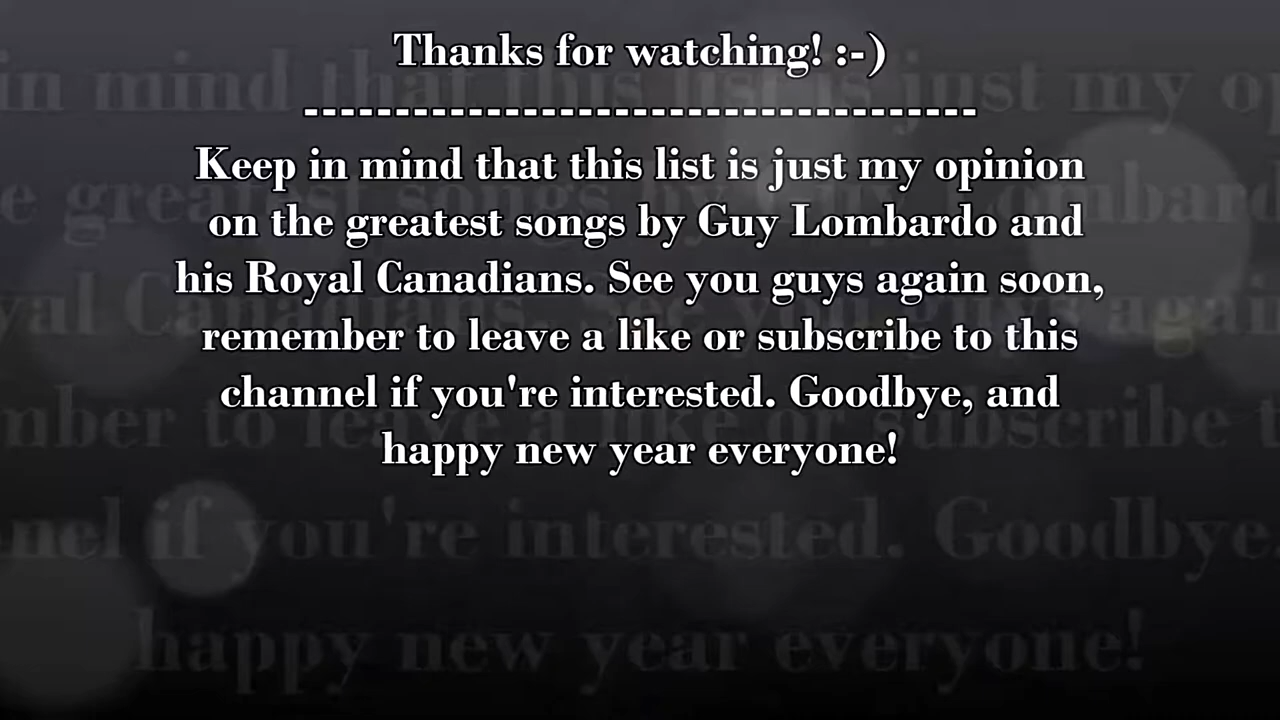 Thanks for watching! :-)
-------------------------------------
Keep in mind that this list is just my opinion
on the greatest songs by Guy Lombardo and
his Royal Canadians. See you guys again soon,
remember to leave a like or subscribe to this
channel if you're interested. Goodbye, and
happy new year everyone!